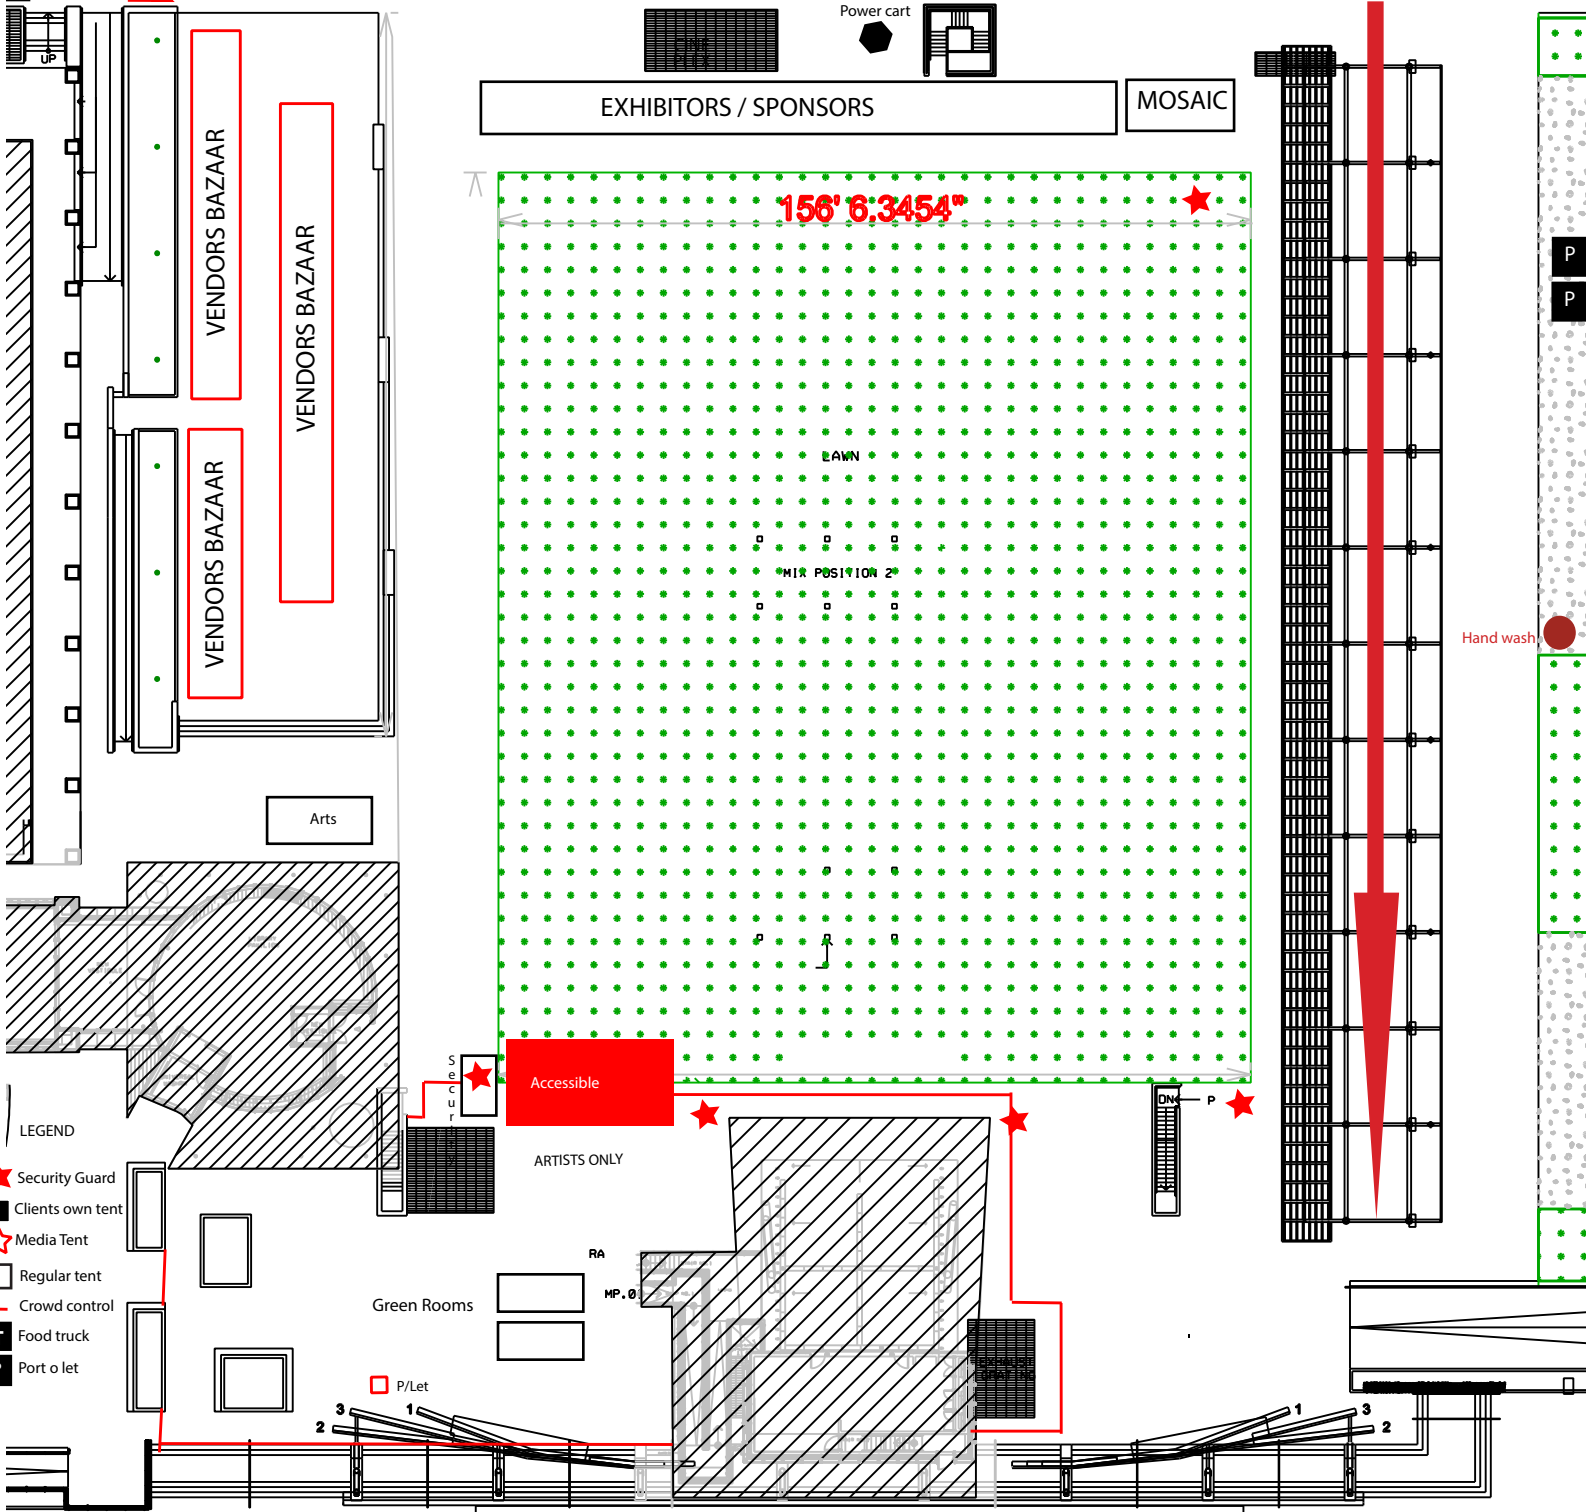 UP
Power cart
EXHIBITORS / SPONSORS
MOSAIC
VENDORS BAZAAR
VENDORS BAZAAR
VENDORS BAZAAR
156' 6.3454"
P
P
LAWN
MIX POSITION 2
Hand wash
Arts
Accessible
DN
P
ARTISTS ONLY
LEGEND
Security Guard
Clients own tent
Media Tent
Regular tent
Crowd control
Food truck
Port o let
RA
MP.0
Green Rooms
P/Let
3
1
2
1
3
2